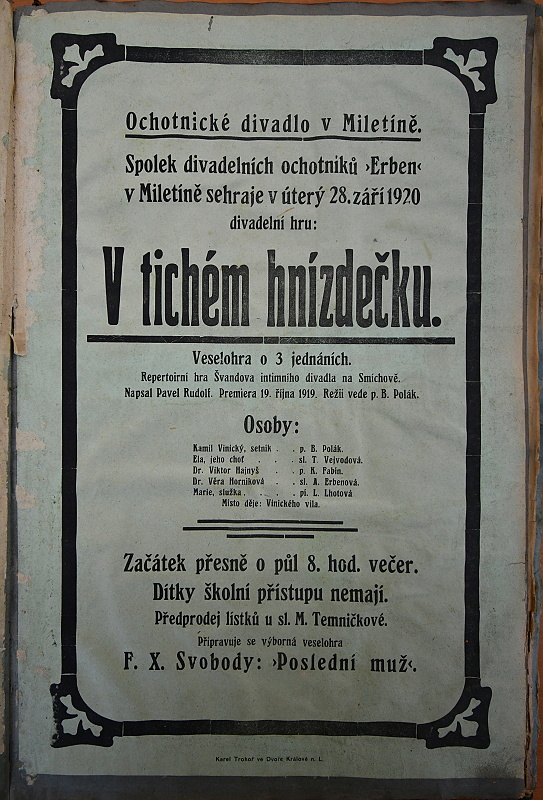 Ochotnické divadlo v Miletíně.
Spolek divadelních ochotníků ›Erben‹
v Miletíně sehraje v úterý 28. září 1920
divadelní hru:
V tichém hnízdečku.
Veselohra o 3 jednáních.
Repertoirní hra Švandova intimního divadla na Smíchově.
Napsal Pavel Rudolf. Premiera 19. října 1919. Režii vede p. B. Polák.
Osoby:
Kamil Vinický, setník . . p. B. Polák.
Ela, jeho choť . . . sl. T. Vejvodová.
Dr. Viktor Hajnyš . . p. K. Fabin.
Dr. Věra Horníková . . sl. A. Erbenová.
Marie, služka . . . . pí. L. Lhotová
Místo děje: Vinického vila.
Začátek přesně o půl 8. hod. večer.
Dítky školní přístupu nemají.
Předprodej lístků u sl. M. Temničkové.
Připravuje se výborná veselohra
F. X. Svobody: ›Poslední muž‹.
Karel Trohoř ve Dvoře Králové n. L.